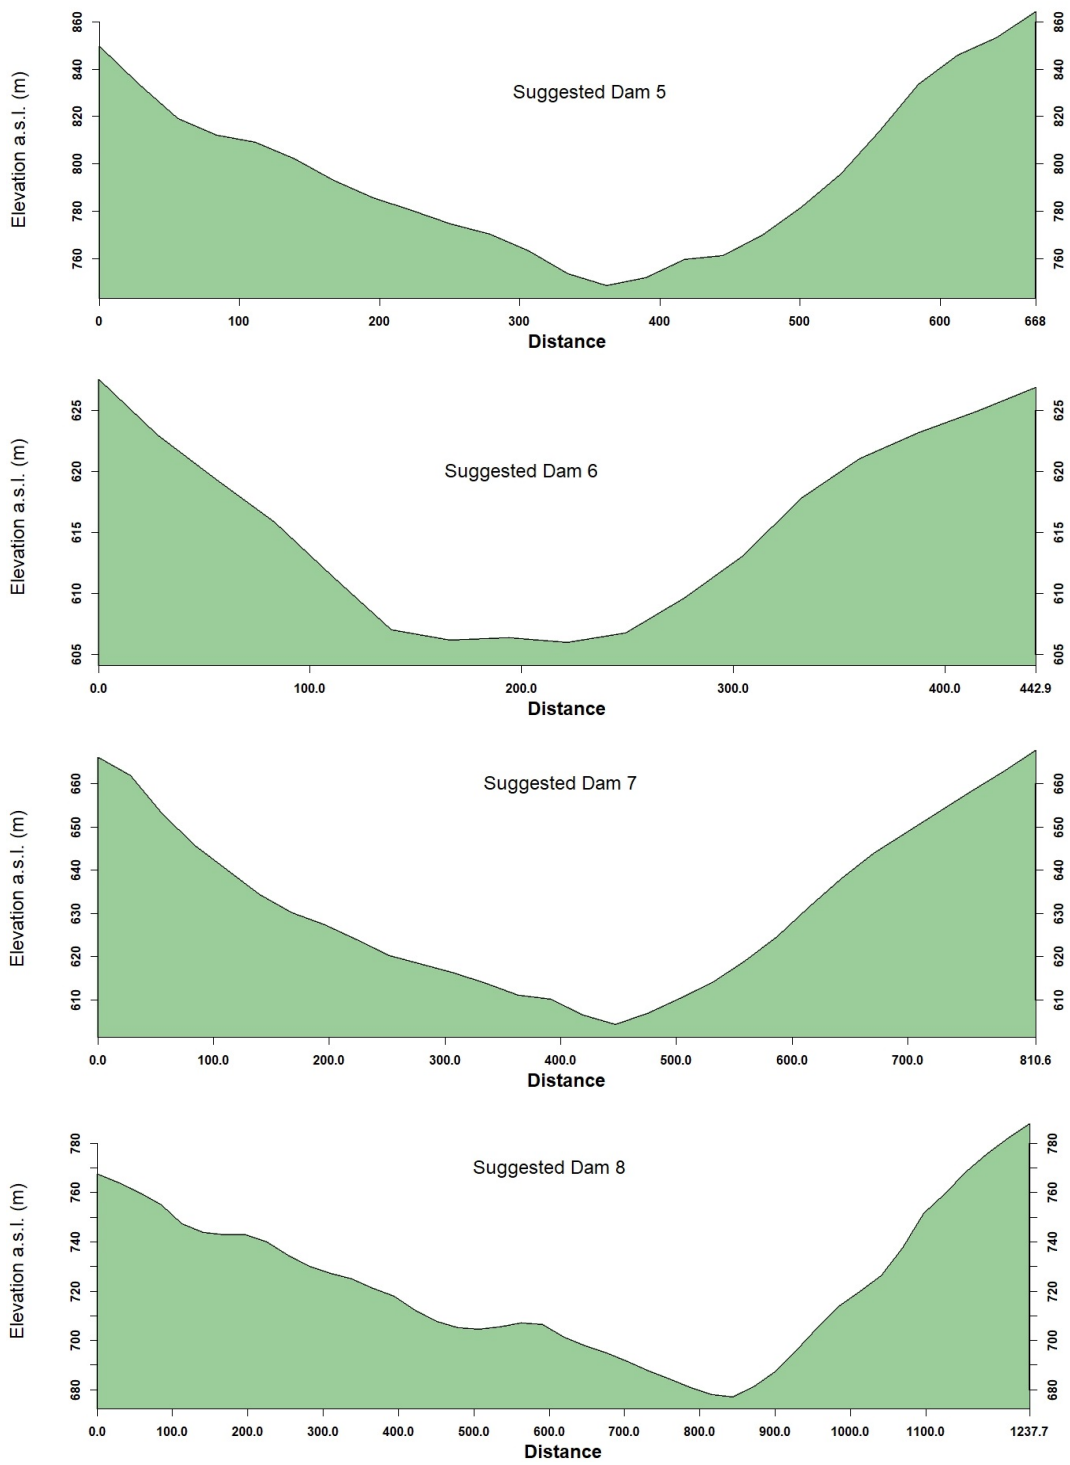 Suggested Dam 5
Elevation a.s.l. (m)
860 840 820 800 780 760
860 840 820 800 780 760
0 100 200 300 400 500 600 668
Distance
Suggested Dam 6
Elevation a.s.l. (m)
625 620 615 610 605
625 620 615 610 605
0.0 100.0 200.0 300.0 400.0 442.9
Distance
Suggested Dam 7
Elevation a.s.l. (m)
660 650 640 630 620 610
660 650 640 630 620 610
0.0 100.0 200.0 300.0 400.0 500.0 600.0 700.0 810.6
Distance
Suggested Dam 8
Elevation a.s.l. (m)
780 760 740 720 700 680
780 760 740 720 700 680
0.0 100.0 200.0 300.0 400.0 500.0 600.0 700.0 800.0 900.0 1000.0 1100.0 1237.7
Distance